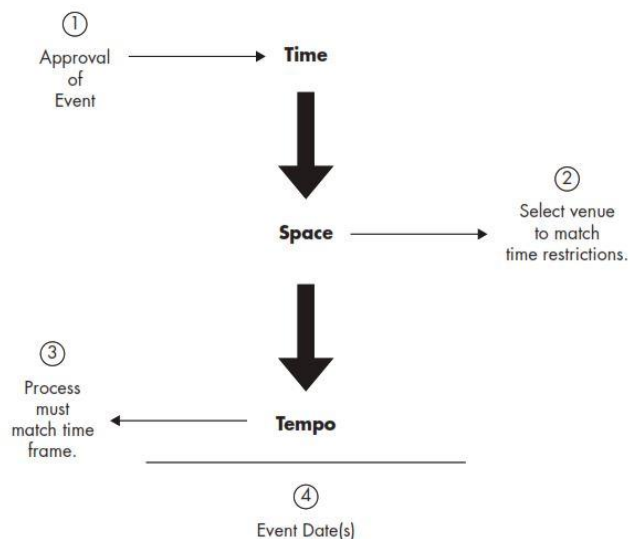 1
Approval
of
Event
Time
Space
2
Select venue
to match
time restrictions.
3
Process
must
match time
frame.
Tempo
4
Event Date(s)